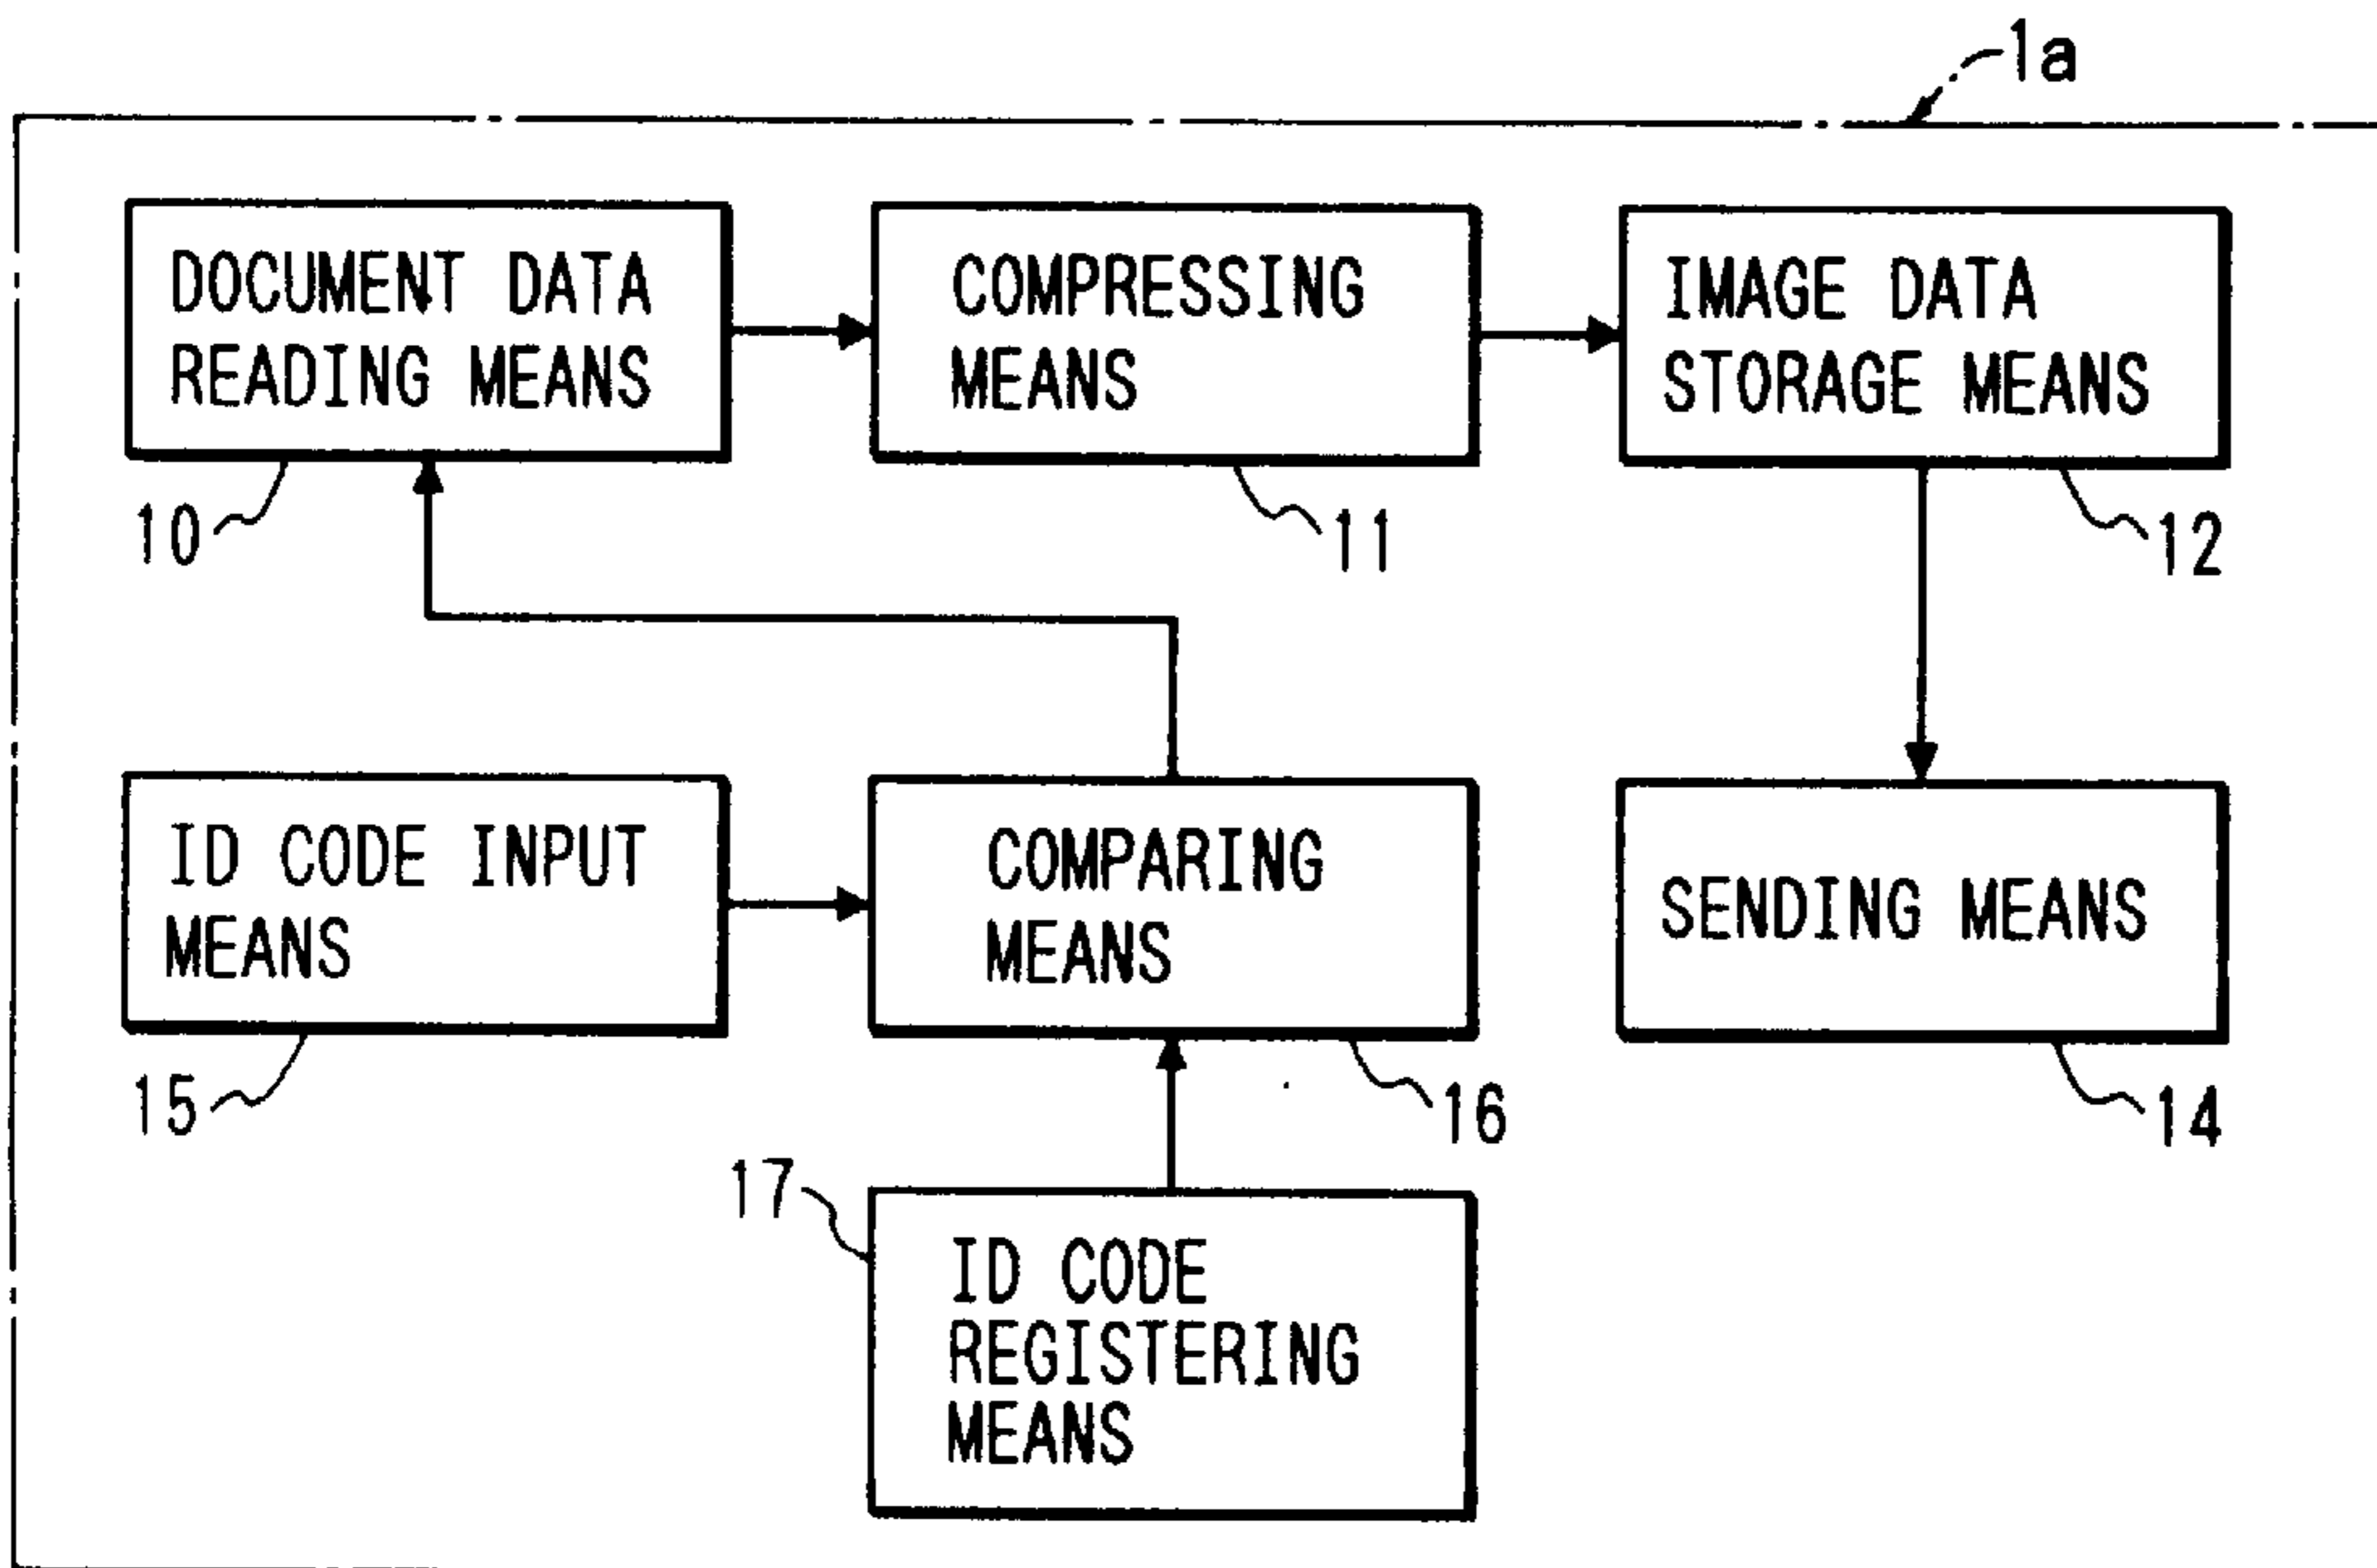 1a
DOCUMENT DATA
READING MEANS
COMPRESSING
MEANS
IMAGE DATA
STORAGE MEANS
10
11
12
ID CODE INPUT
MEANS
COMPARING
MEANS
SENDING MEANS
15
16
14
17
ID CODE
REGISTERING
MEANS